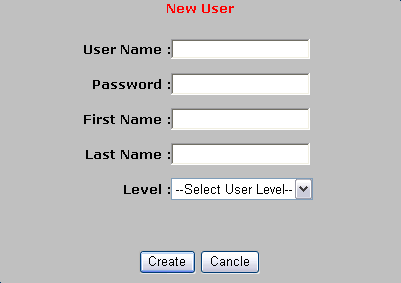 New User
User Name :
Password :
First Name :
Last Name :
Level : --Select User Level--
Create Cancle